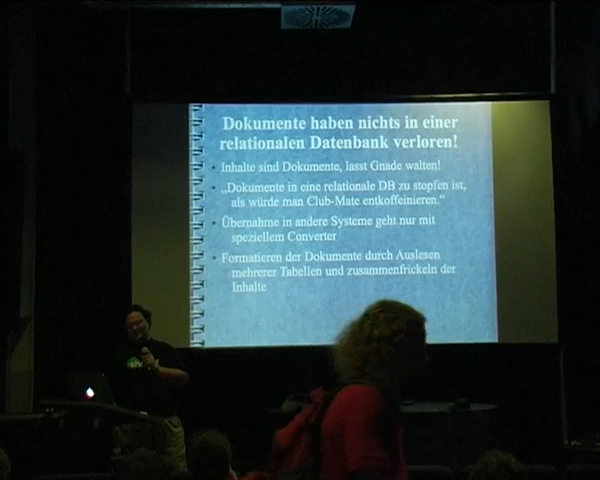 Dokumente haben nichts in einer
relationalen Datenbank verloren!
• Inhalte sind Dokumente, lasst Gnade walten!
• „Dokumente in eine relationale DB zu stopfen ist,
als würde man Club-Mate entkoffeinieren.“
• Übernahme in andere Systeme geht nur mit
speziellem Converter
• Formatieren der Dokumente durch Auslesen
mehrerer Tabellen und zusammenfrickeln der
Inhalte